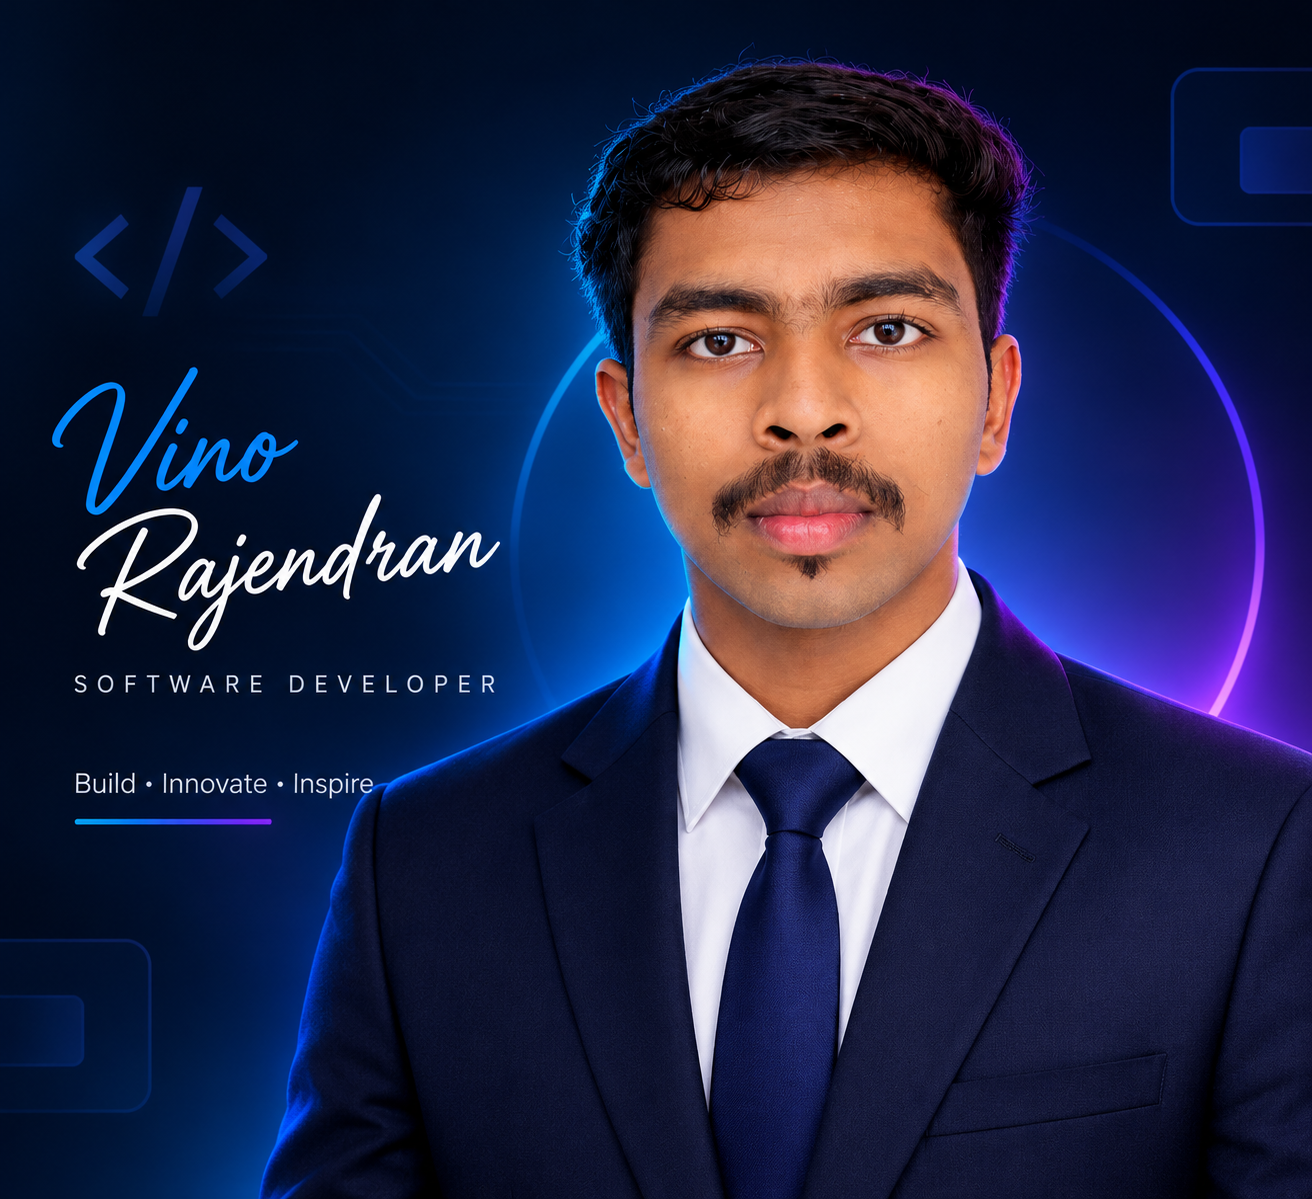 </>
Vino
Rajendran
SOFTWARE DEVELOPER
Build • Innovate • Inspire